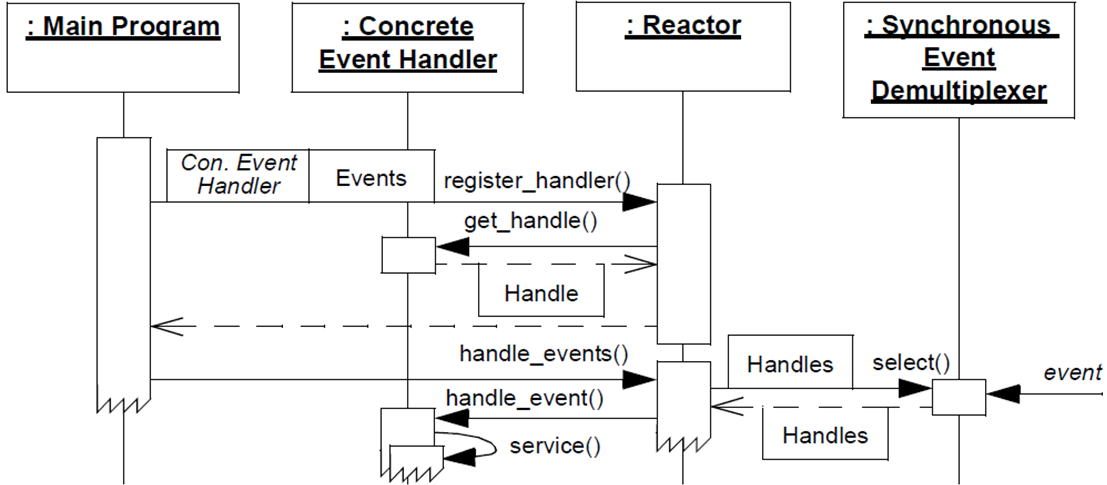 : Main Program
: Concrete
Event Handler
: Reactor
: Synchronous
Event
Demultiplexer
Con. Event
Handler
Events
register_handler()
get_handle()
Handle
handle_events()
Handles
select()
event
handle_event()
Handles
service()